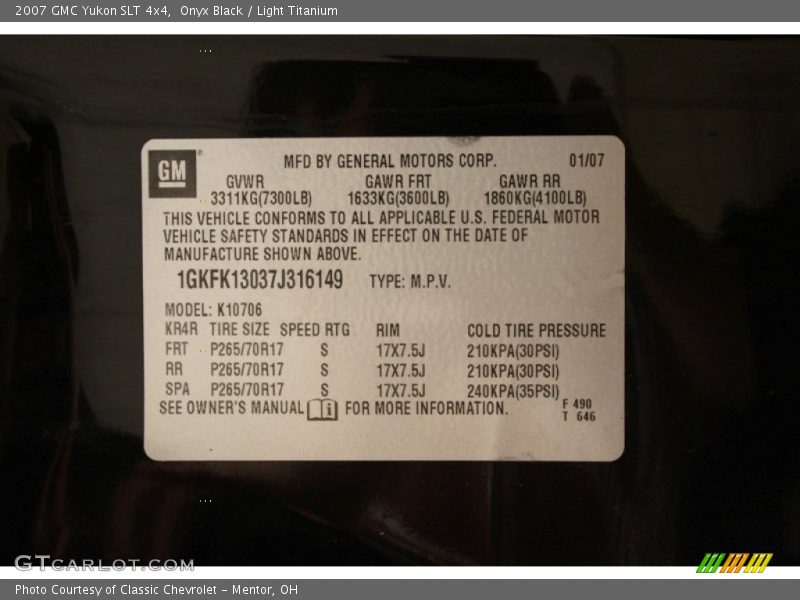 2007 GMC Yukon SLT 4x4,  Onyx Black / Light Titanium
GM
MFD BY GENERAL MOTORS CORP. 01/07
GVWR GAWR FRT GAWR RR
3311KG(7300LB) 1633KG(3600LB) 1860KG(4100LB)
THIS VEHICLE CONFORMS TO ALL APPLICABLE U.S. FEDERAL MOTOR
VEHICLE SAFETY STANDARDS IN EFFECT ON THE DATE OF
MANUFACTURE SHOWN ABOVE.
1GKFK13037J316149 TYPE: M.P.V.
MODEL: K10706
KR4R TIRE SIZE SPEED RTG RIM COLD TIRE PRESSURE
FRT P265/70R17 S 17X7.5J 210KPA(30PSI)
RR P265/70R17 S 17X7.5J 210KPA(30PSI)
SPA P265/70R17 S 17X7.5J 240KPA(35PSI)
SEE OWNER'S MANUAL FOR MORE INFORMATION.
F 490
T 646
GTCARLOT.COM
Photo Courtesy of Classic Chevrolet - Mentor, OH